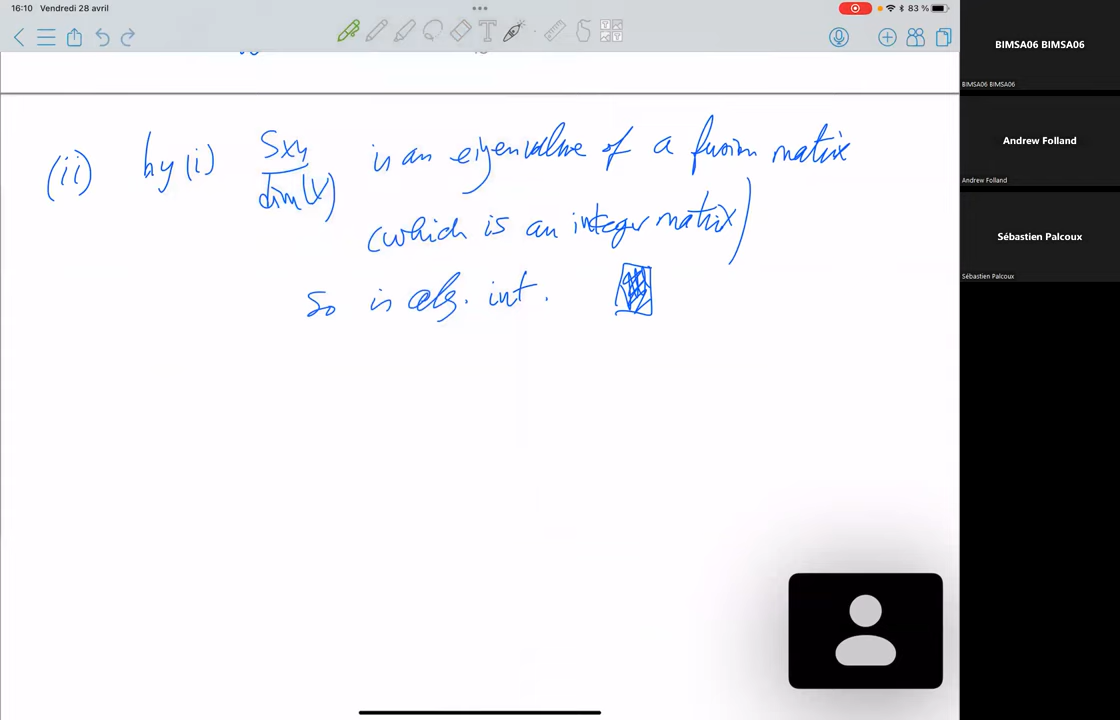 16:10 Vendredi 28 avril
83 %
BIMSA06 BIMSA06
BIMSA06 BIMSA06
Andrew Folland
Andrew Folland
Sébastien Palcoux
Sébastien Palcoux
(ii) by (i) SXY / dim(X) is an eigenvalue of a fusion matrix
(which is an integer matrix)
so is alg. int.